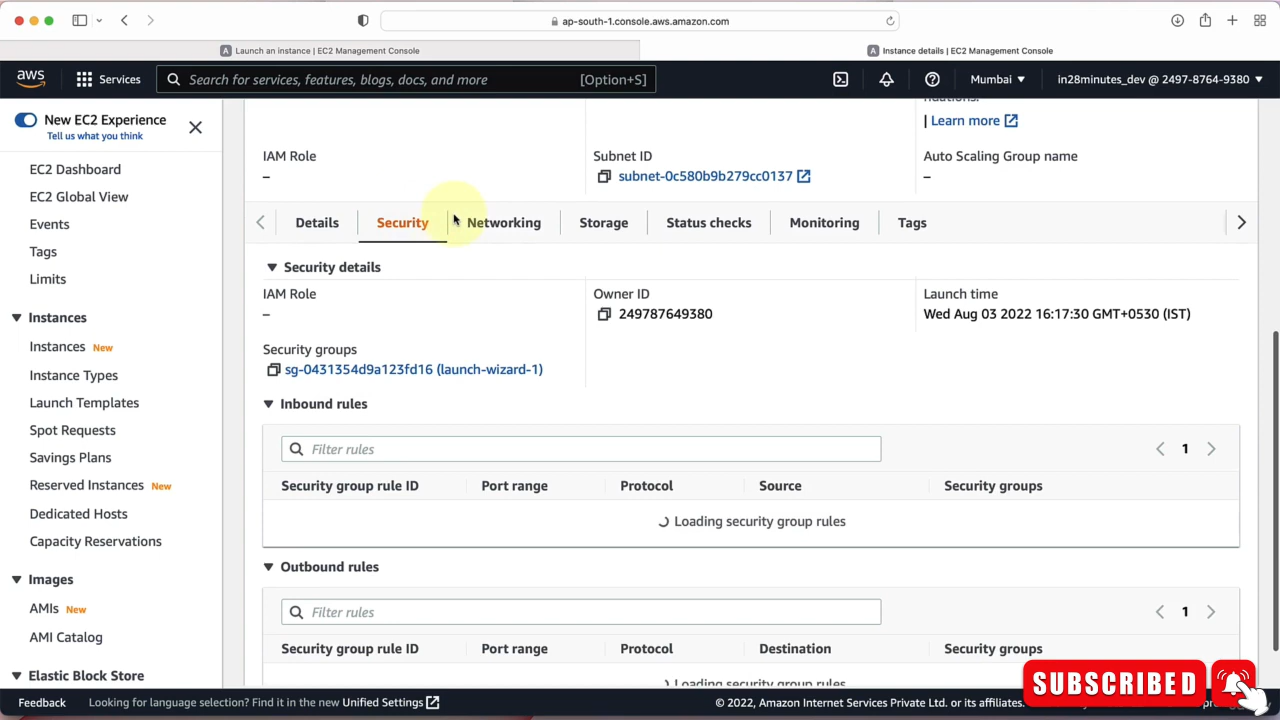 ap-south-1.console.aws.amazon.com
Launch an instance | EC2 Management Console
Instance details | EC2 Management Console
aws
Services
Search for services, features, blogs, docs, and more
[Option+S]
Mumbai
in28minutes_dev @ 2497-8764-9380
New EC2 Experience
Tell us what you think
EC2 Dashboard
EC2 Global View
Events
Tags
Limits
Instances
Instances New
Instance Types
Launch Templates
Spot Requests
Savings Plans
Reserved Instances New
Dedicated Hosts
Capacity Reservations
Images
AMIs New
AMI Catalog
Elastic Block Store
| Learn more
IAM Role
–
Subnet ID
subnet-0c580b9b279cc0137
Auto Scaling Group name
–
Details
Security
Networking
Storage
Status checks
Monitoring
Tags
Security details
IAM Role
–
Owner ID
249787649380
Launch time
Wed Aug 03 2022 16:17:30 GMT+0530 (IST)
Security groups
sg-0431354d9a123fd16 (launch-wizard-1)
Inbound rules
Filter rules
1
Security group rule ID
Port range
Protocol
Source
Security groups
Loading security group rules
Outbound rules
Filter rules
1
Security group rule ID
Port range
Protocol
Destination
Security groups
Loading security group rules
SUBSCRIBED
Feedback
Looking for language selection? Find it in the new Unified Settings
© 2022, Amazon Internet Services Private Ltd. or its affiliates.